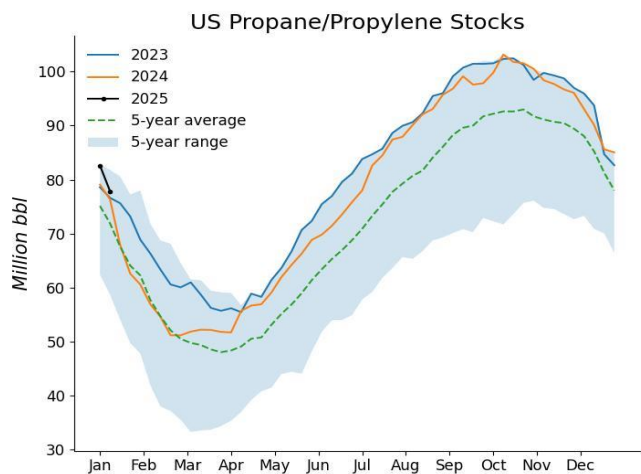 US Propane/Propylene Stocks
2023
2024
2025
5-year average
5-year range
Million bbl
100
90
80
70
60
50
40
30
Jan Feb Mar Apr May Jun Jul Aug Sep Oct Nov Dec